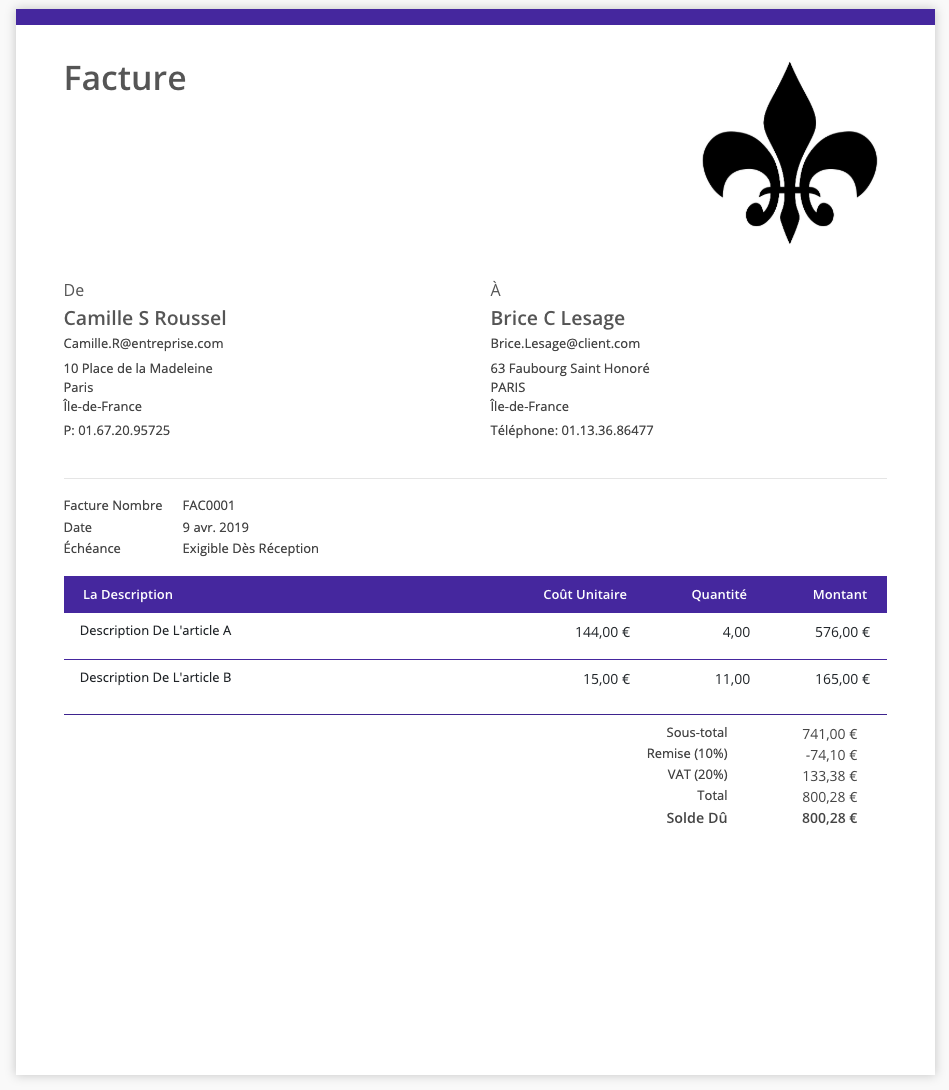 Facture
De
Camille S Roussel
Camille.R@entreprise.com
10 Place de la Madeleine
Paris
Île-de-France
P: 01.67.20.95725
À
Brice C Lesage
Brice.Lesage@client.com
63 Faubourg Saint Honoré
PARIS
Île-de-France
Téléphone: 01.13.36.86477
Facture Nombre FAC0001
Date 9 avr. 2019
Échéance Exigible Dès Réception
La Description Coût Unitaire Quantité Montant
Description De L'article A 144,00 € 4,00 576,00 €
Description De L'article B 15,00 € 11,00 165,00 €
Sous-total 741,00 €
Remise (10%) -74,10 €
VAT (20%) 133,38 €
Total 800,28 €
Solde Dû 800,28 €